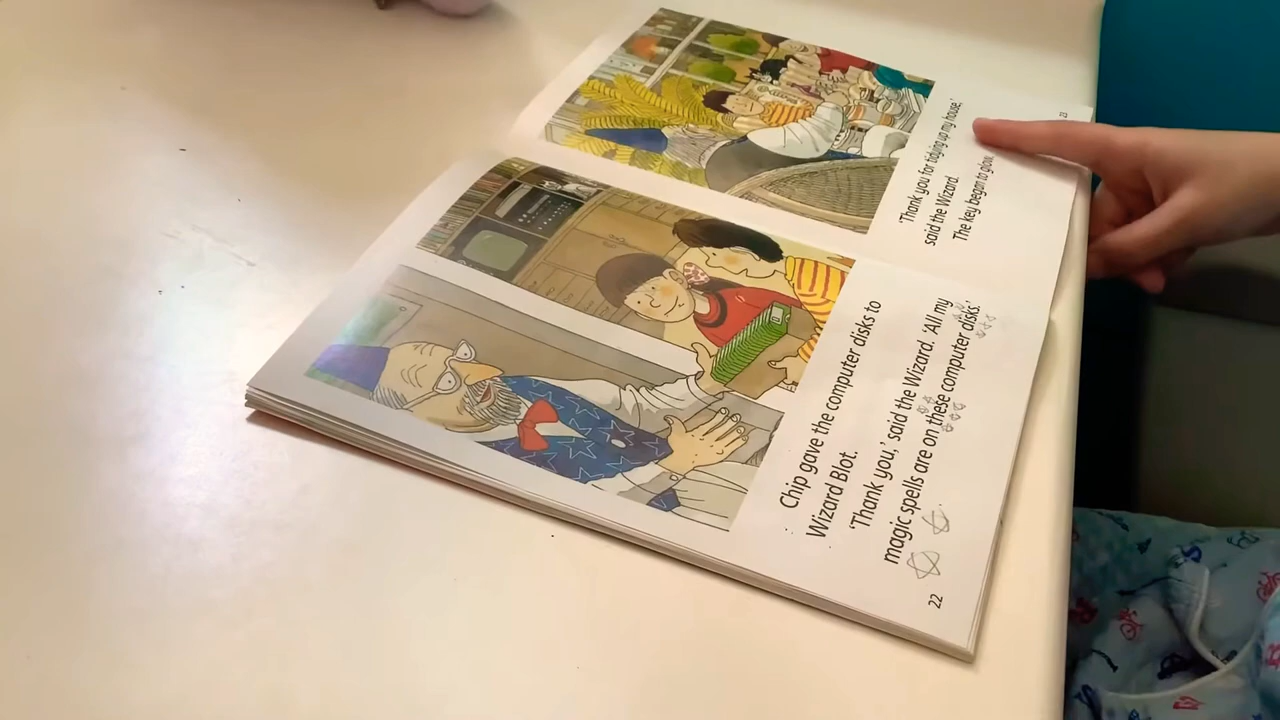 Chip gave the computer disks to
Wizard Blot.
'Thank you,' said the Wizard. 'All my
magic spells are on these computer disks.'
22
'Thank you for tidying up my house,'
said the Wizard.
The key began to glow.
23